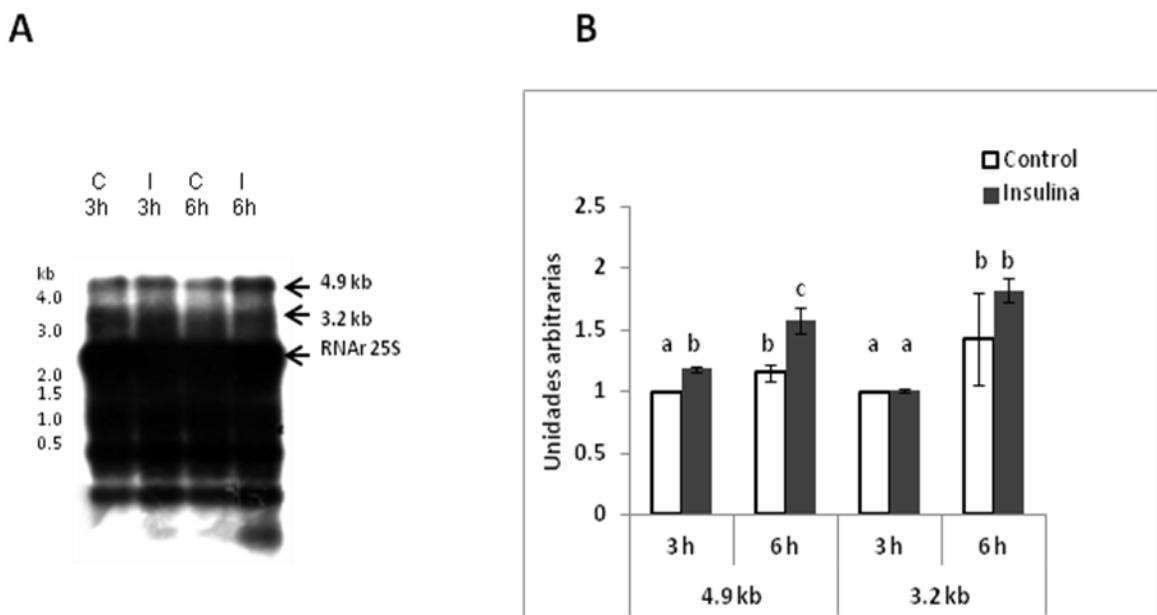 A
B
C I C I
3h 3h 6h 6h
kb
4.0
3.0
2.0
1.5
1.0
0.5
4.9 kb
3.2 kb
RNAr 25S
Control
Insulina
Unidades arbitrarias
2.5
2
1.5
1
0.5
0
a b b c a a b b
3 h 6 h 3 h 6 h
4.9 kb 3.2 kb